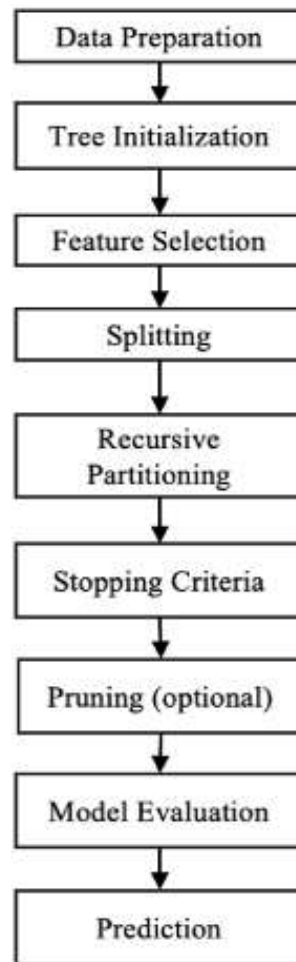 Data Preparation
Tree Initialization
Feature Selection
Splitting
Recursive
Partitioning
Stopping Criteria
Pruning (optional)
Model Evaluation
Prediction